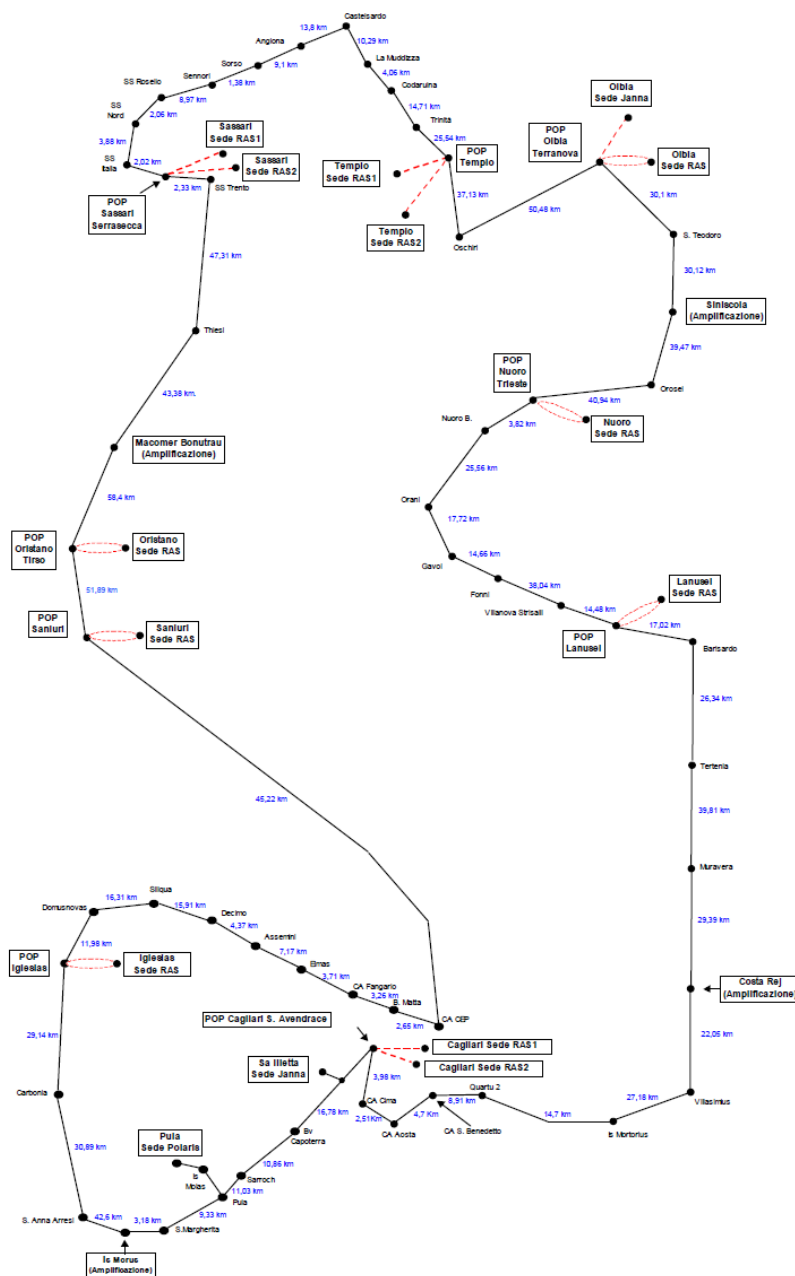 Castelsardo
13,8 km
10,29 km
Angiona
La Muddizza
Sorso
9,1 km
4,06 km
Sennori
1,38 km
Codaruina
SS Rosello
8,97 km
14,71 km
Olbia
Sede Janna
SS
Nord
2,06 km
Trinità
3,88 km
Sassari
Sede RAS1
25,54 km
POP
Olbia
Terranova
POP
Tempio
Olbia
Sede RAS
SS
Italia
2,02 km
Sassari
Sede RAS2
Tempio
Sede RAS1
2,33 km
SS Trento
37,13 km
30,1 km
POP
Sassari
Serrasecca
50,48 km
Tempio
Sede RAS2
Oschiri
S. Teodoro
47,31 km
30,12 km
Siniscola
(Amplificazione)
Thiesi
39,47 km
POP
Nuoro
Trieste
Orosei
43,38 km.
40,94 km
Nuoro B.
3,82 km
Nuoro
Sede RAS
Macomer Bonutrau
(Amplificazione)
25,56 km
58,4 km
Orani
17,72 km
POP
Oristano
Tirso
Oristano
Sede RAS
14,66 km
Gavoi
38,04 km
Lanusei
Sede RAS
51,89 km
Fonni
14,48 km
Villanova Strisaili
17,02 km
POP
Sanluri
Sanluri
Sede RAS
POP
Lanusei
Barisardo
26,34 km
Tertenia
45,22 km
39,81 km
Muravera
Siliqua
16,31 km
15,91 km
Domusnovas
Decimo
29,39 km
4,37 km
Assemini
11,98 km
7,17 km
POP
Iglesias
Iglesias
Sede RAS
Elmas
3,71 km
Costa Rej
(Amplificazione)
CA Fangario
3,26 km
B. Matta
POP Cagliari S. Avendrace
2,65 km
CA CEP
29,14 km
22,05 km
Cagliari Sede RAS1
Sa Illetta
Sede Janna
3,98 km
Cagliari Sede RAS2
Quartu 2
Carbonia
8,91 km
27,18 km
Villasimius
16,78 km
CA Cima
4,7 Km
2,51Km
14,7 km
Bv
Capoterra
CA Aosta
CA S. Benedetto
Is Mortorius
30,89 km
Pula
Sede Polaris
10,86 km
Is
Molas
Sarroch
11,03 km
Pula
S. Anna Arresi
42,6 km
3,18 km
9,33 km
S.Margherita
Is Morus
(Amplificazione)